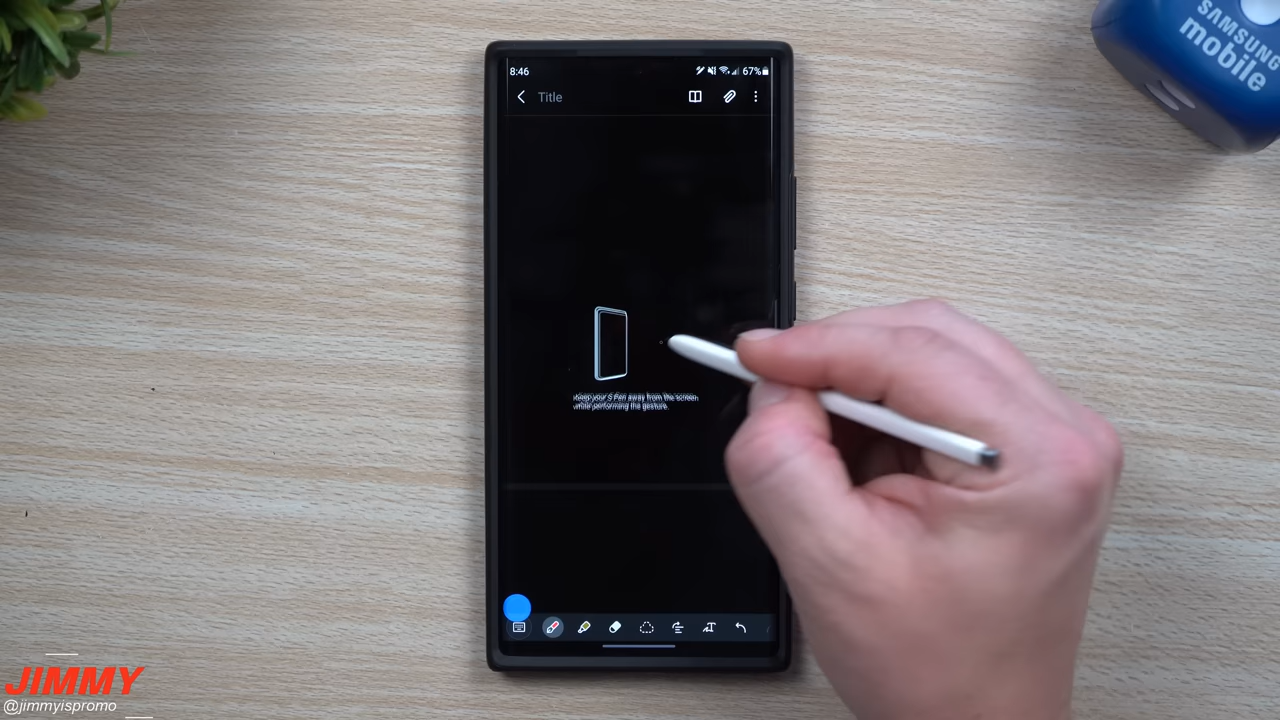 SAMSUNG
mobile
8:46
67%
Title
Keep your S Pen away from the screen
while performing the gesture.
JIMMY
@jimmyispromo